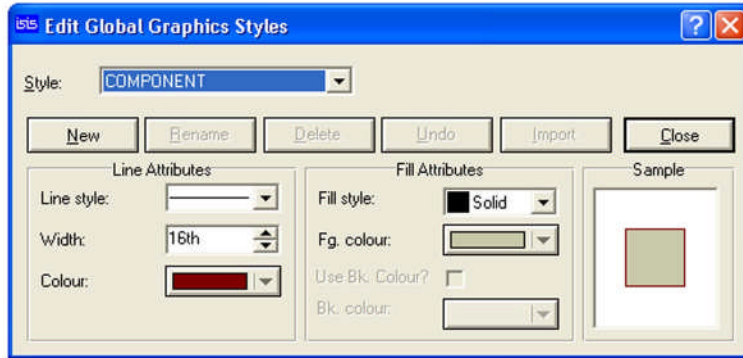 isis Edit Global Graphics Styles
Style: COMPONENT
New Rename Delete Undo Import Close
Line Attributes Fill Attributes Sample
Line style: Fill style: Solid
Width: 16th Fg. colour:
Colour: Use Bk. Colour?
Bk. colour: